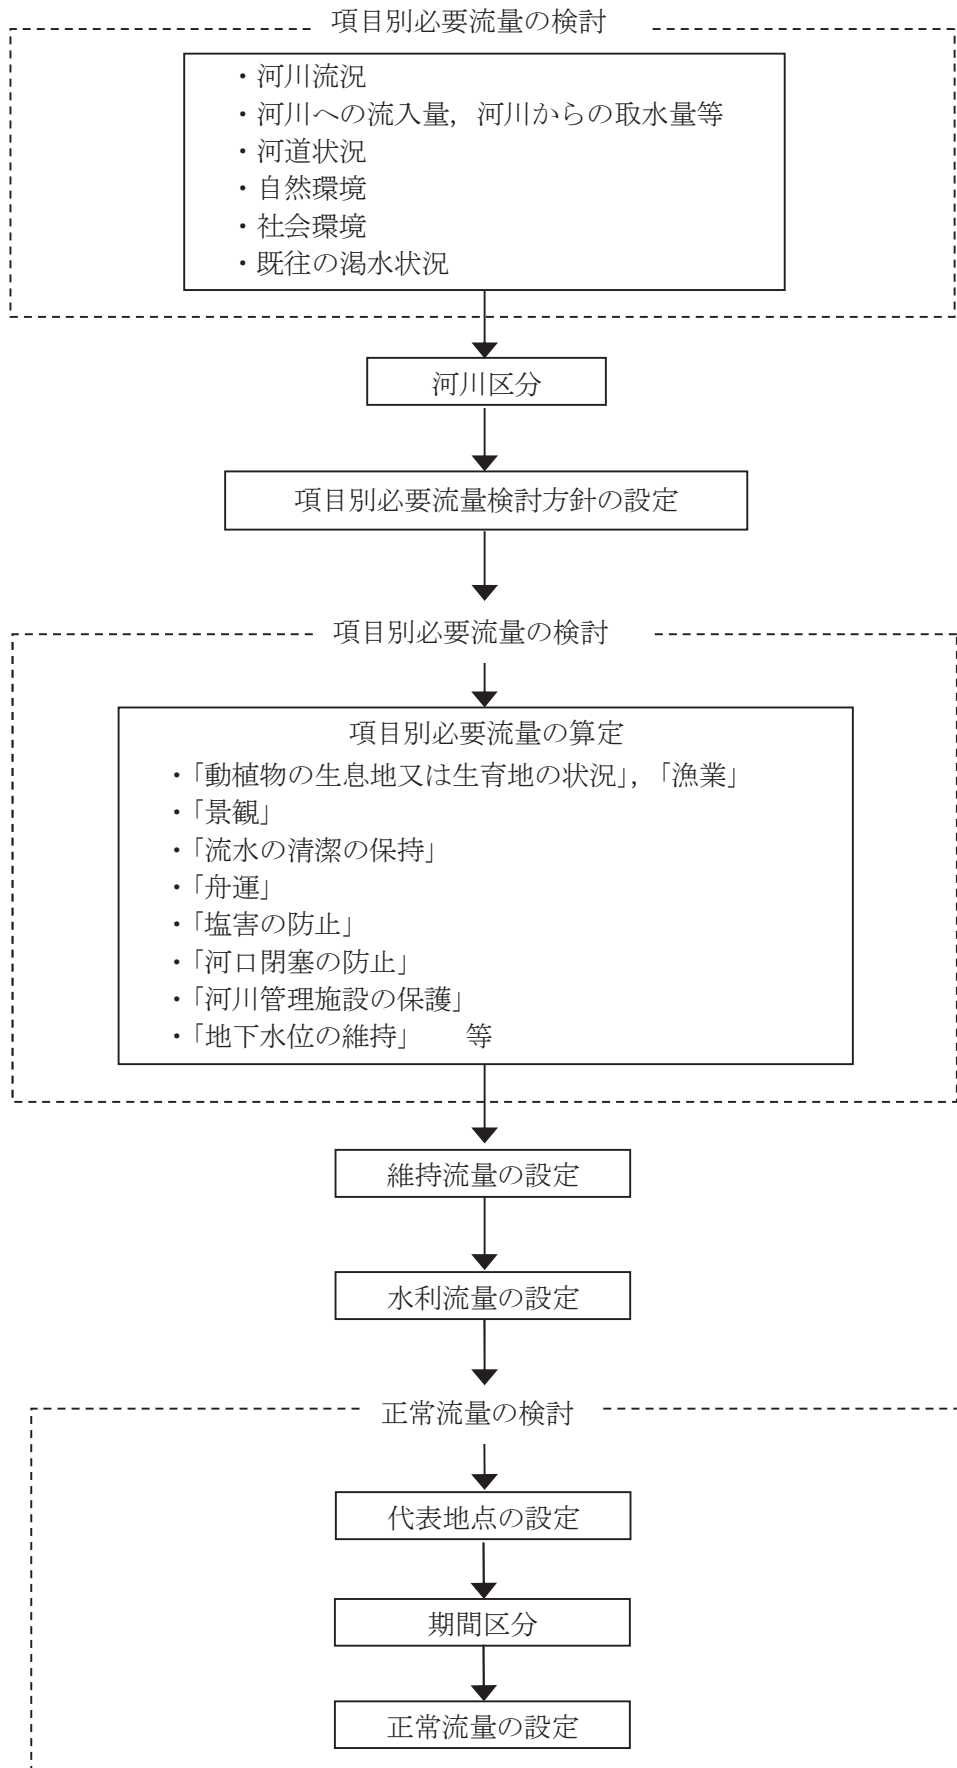 項目別必要流量の検討
・河川流況
・河川への流入量，河川からの取水量等
・河道状況
・自然環境
・社会環境
・既往の渇水状況
河川区分
項目別必要流量検討方針の設定
項目別必要流量の検討
項目別必要流量の算定
・「動植物の生息地又は生育地の状況」，「漁業」
・「景観」
・「流水の清潔の保持」
・「舟運」
・「塩害の防止」
・「河口閉塞の防止」
・「河川管理施設の保護」
・「地下水位の維持」　　等
維持流量の設定
水利流量の設定
正常流量の検討
代表地点の設定
期間区分
正常流量の設定